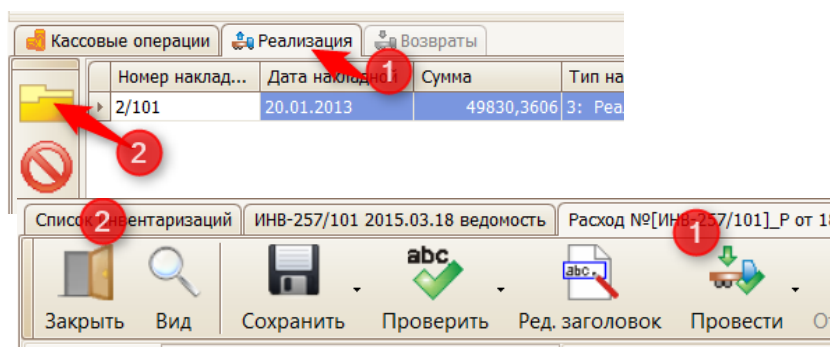 Кассовые операции Реализация Возвраты
Номер наклад... Дата накладной Сумма Тип на
1
2/101 20.01.2013 49830,3606 3: Реа
2
Список инвентаризаций ИНВ-257/101 2015.03.18 ведомость Расход №[ИНВ-257/101]_Р от 18
2 1
abc
abc
Закрыть Вид Сохранить Проверить Ред. заголовок Провести